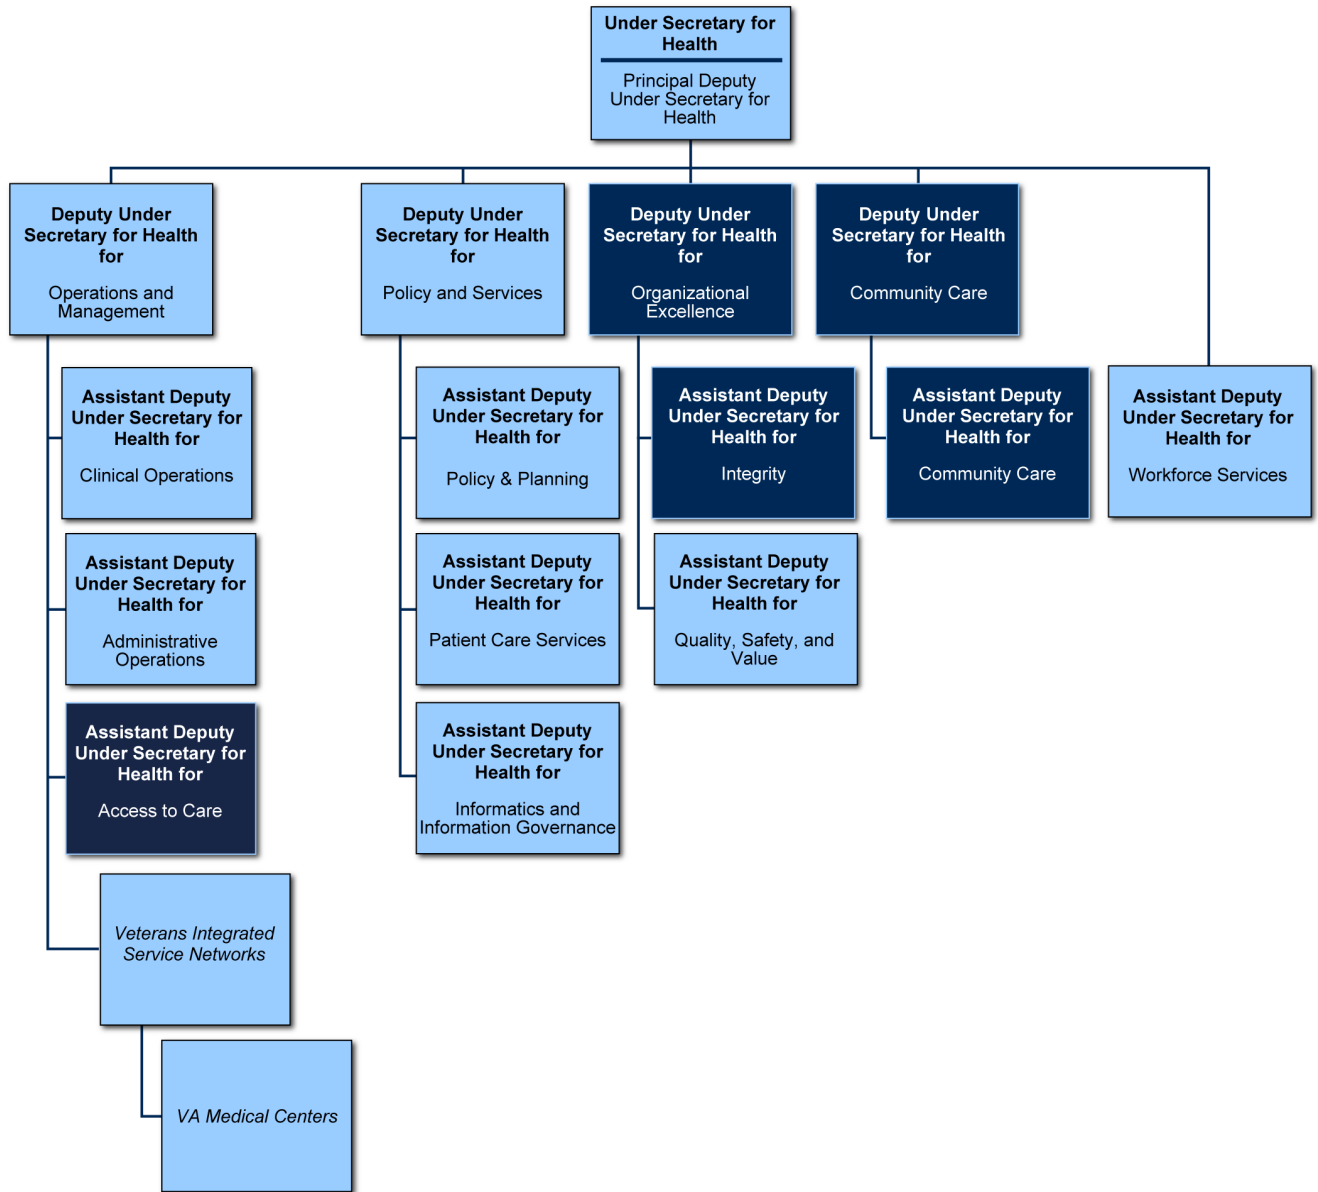 Under Secretary for
Health
Principal Deputy
Under Secretary for
Health
Deputy Under
Secretary for Health
for
Operations and
Management
Deputy Under
Secretary for Health
for
Policy and Services
Deputy Under
Secretary for Health
for
Organizational
Excellence
Deputy Under
Secretary for Health
for
Community Care
Assistant Deputy
Under Secretary for
Health for
Clinical Operations
Assistant Deputy
Under Secretary for
Health for
Policy & Planning
Assistant Deputy
Under Secretary for
Health for
Integrity
Assistant Deputy
Under Secretary for
Health for
Community Care
Assistant Deputy
Under Secretary for
Health for
Workforce Services
Assistant Deputy
Under Secretary for
Health for
Administrative
Operations
Assistant Deputy
Under Secretary for
Health for
Patient Care Services
Assistant Deputy
Under Secretary for
Health for
Quality, Safety, and
Value
Assistant Deputy
Under Secretary for
Health for
Access to Care
Assistant Deputy
Under Secretary for
Health for
Informatics and
Information Governance
Veterans Integrated
Service Networks
VA Medical Centers